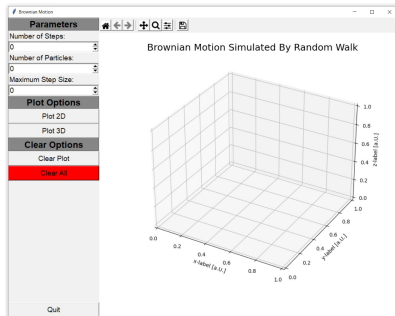 Brownian Motion
Parameters
Number of Steps:
0
Number of Particles:
0
Maximum Step Size:
0
Plot Options
Plot 2D
Plot 3D
Clear Options
Clear Plot
Clear All
Quit
Brownian Motion Simulated By Random Walk
1.0
0.8
0.6
0.4
0.2
0.0
z-label [a.U.]
0.0
0.2
0.4
0.6
0.8
1.0
x-label [a.U.]
0.0
0.2
0.4
0.6
0.8
1.0
y-label [a.U.]